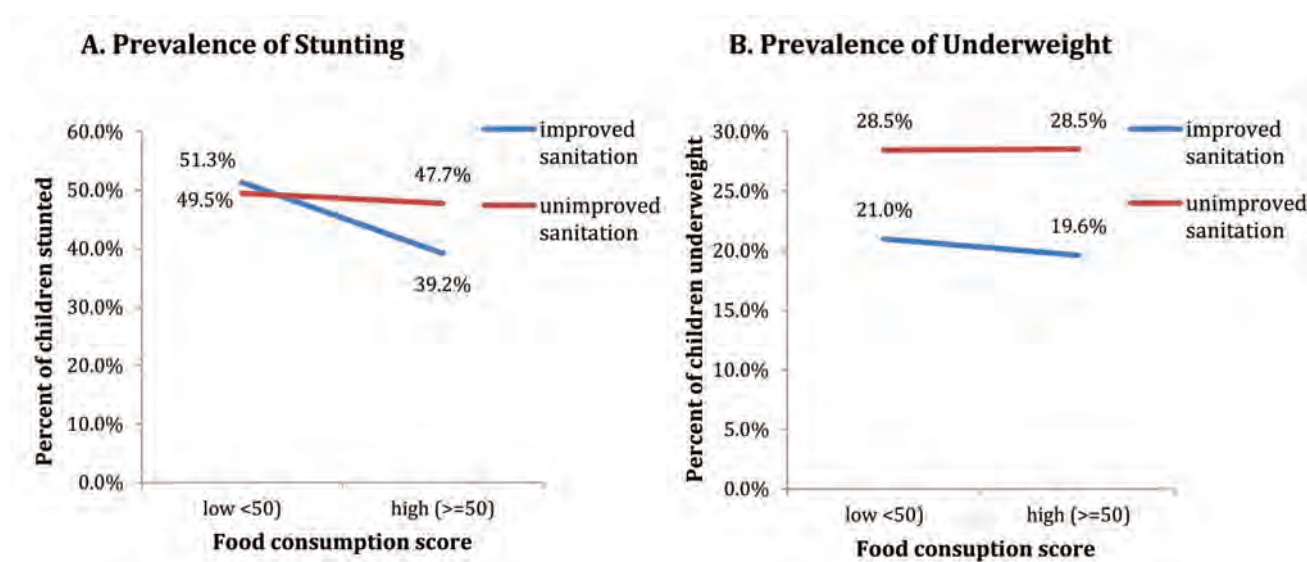 A. Prevalence of Stunting
60.0%
50.0%
40.0%
30.0%
20.0%
10.0%
0.0%
Percent of children stunted
51.3%
49.5%
47.7%
39.2%
improved
sanitation
unimproved
sanitation
low <50)
high (>=50)
Food consumption score
B. Prevalence of Underweight
30.0%
25.0%
20.0%
15.0%
10.0%
5.0%
0.0%
Percent of children underweight
28.5%
28.5%
21.0%
19.6%
improved
sanitation
unimproved
sanitation
low <50)
high (>=50)
Food consuption score